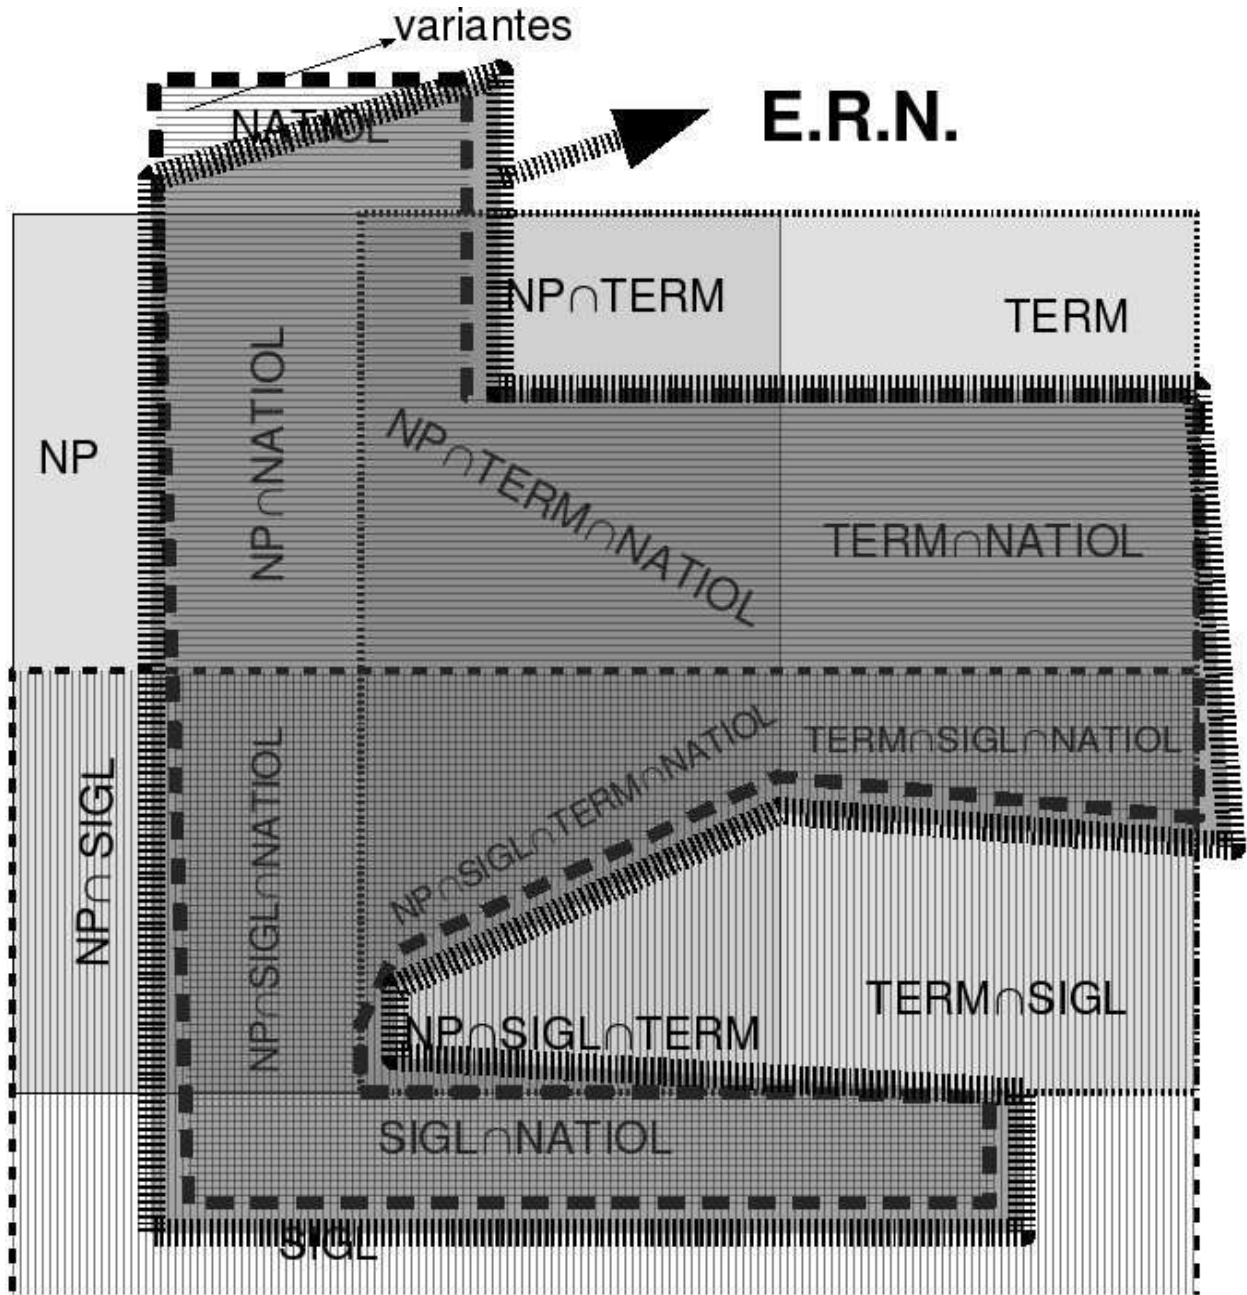 variantes
NATIOL
E.R.N.
NP∩TERM
TERM
NP
NP∩NATIOL
NP∩TERM∩NATIOL
TERM∩NATIOL
NP∩SIGL
NP∩SIGL∩NATIOL
NP∩SIGL∩TERM∩NATIOL
TERM∩SIGL∩NATIOL
NP∩SIGL∩TERM
TERM∩SIGL
SIGL∩NATIOL
SIGL